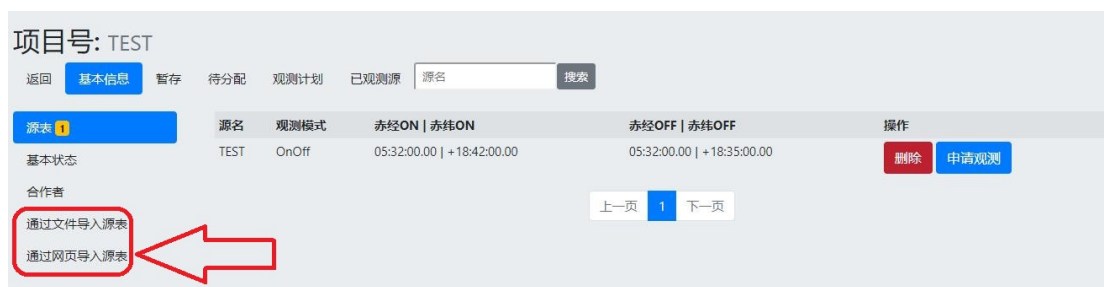 项目号: TEST
返回 基本信息 暂存 待分配 观测计划 已观测源 源名 搜索
源表 1
基本状态
合作者
通过文件导入源表
通过网页导入源表
源名 观测模式 赤经ON | 赤纬ON 赤经OFF | 赤纬OFF 操作
TEST OnOff 05:32:00.00 | +18:42:00.00 05:32:00.00 | +18:35:00.00 删除 申请观测
上一页 1 下一页